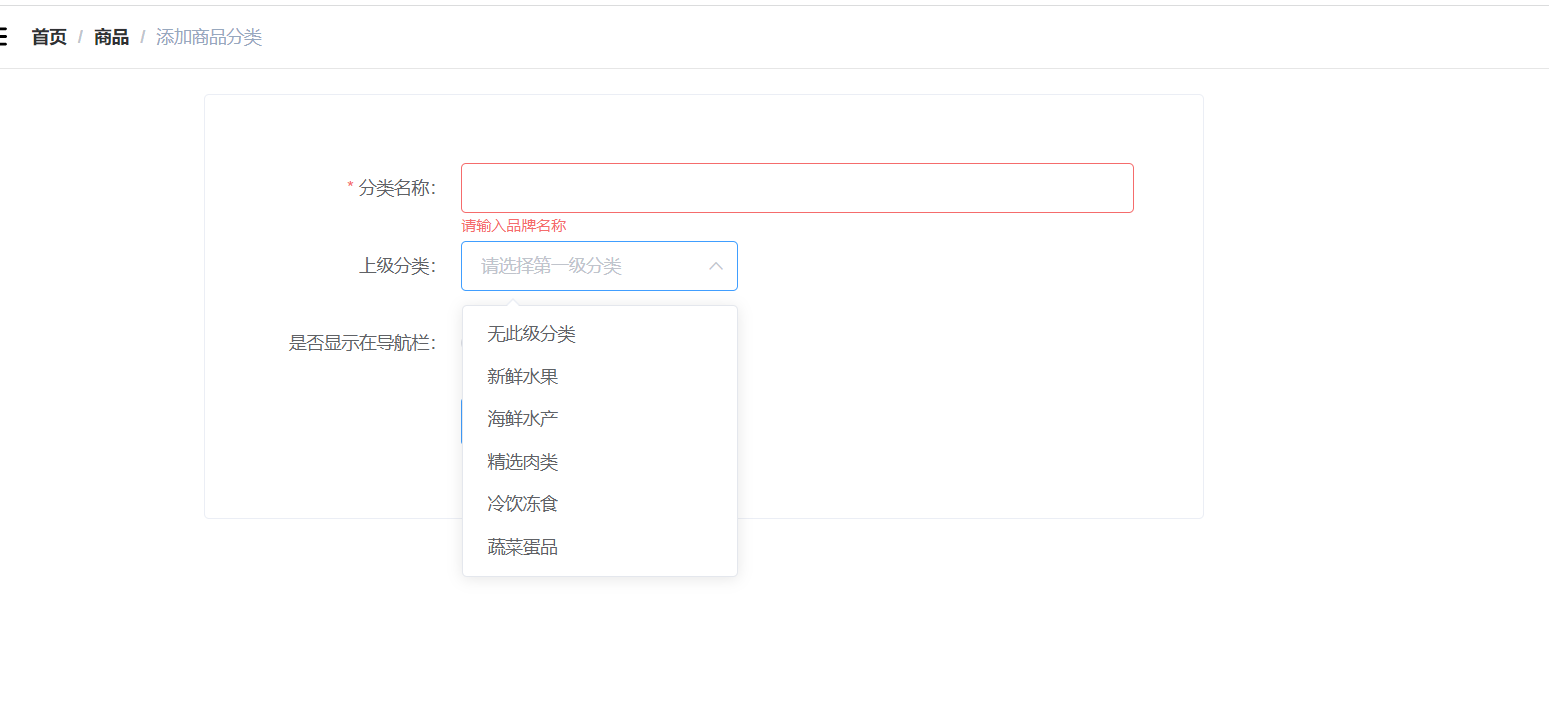 首页 / 商品 / 添加商品分类
* 分类名称：
请输入品牌名称
上级分类： 请选择第一级分类
无此级分类
是否显示在导航栏：
新鲜水果
海鲜水产
精选肉类
冷饮冻食
蔬菜蛋品